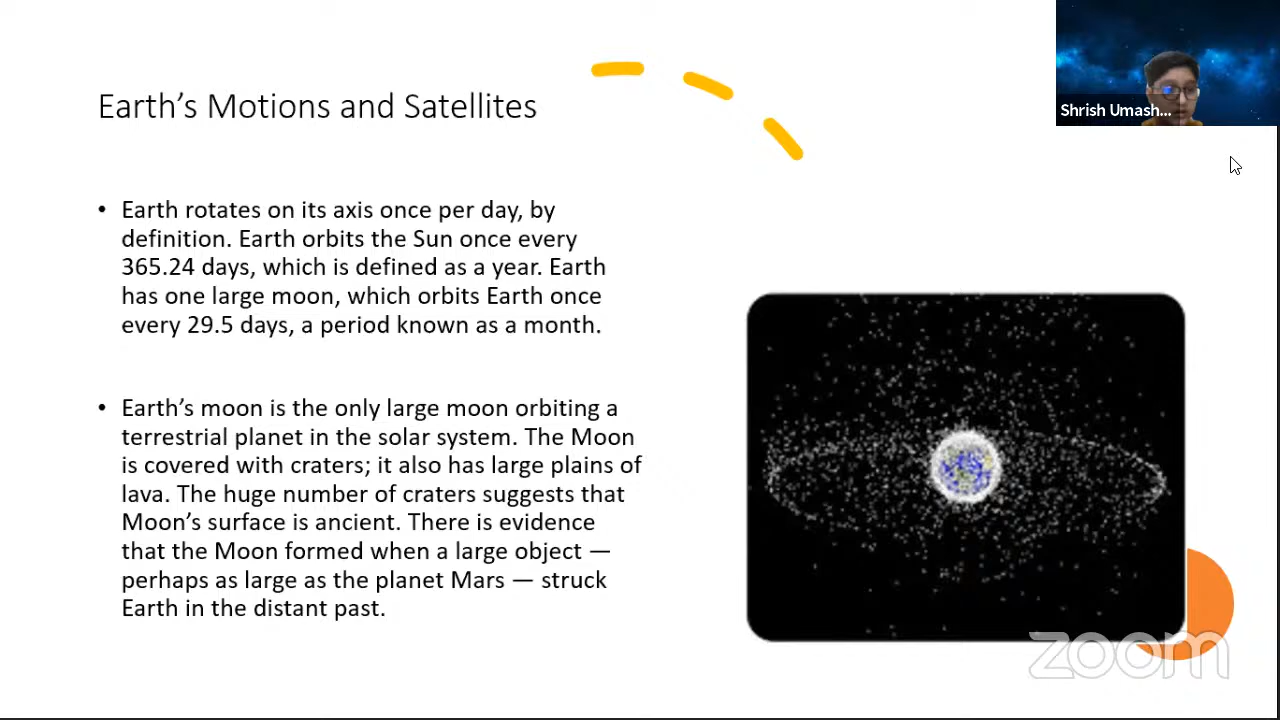 Earth's Motions and Satellites
Shrish Umash...
• Earth rotates on its axis once per day, by
definition. Earth orbits the Sun once every
365.24 days, which is defined as a year. Earth
has one large moon, which orbits Earth once
every 29.5 days, a period known as a month.
• Earth's moon is the only large moon orbiting a
terrestrial planet in the solar system. The Moon
is covered with craters; it also has large plains of
lava. The huge number of craters suggests that
Moon's surface is ancient. There is evidence
that the Moon formed when a large object —
perhaps as large as the planet Mars — struck
Earth in the distant past.
zoom